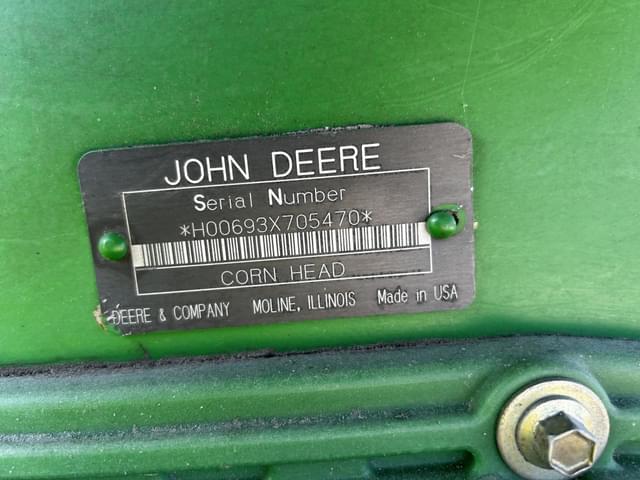 JOHN DEERE
Serial Number
*H00693X705470*
CORN HEAD
DEERE & COMPANY MOLINE, ILLINOIS Made in USA